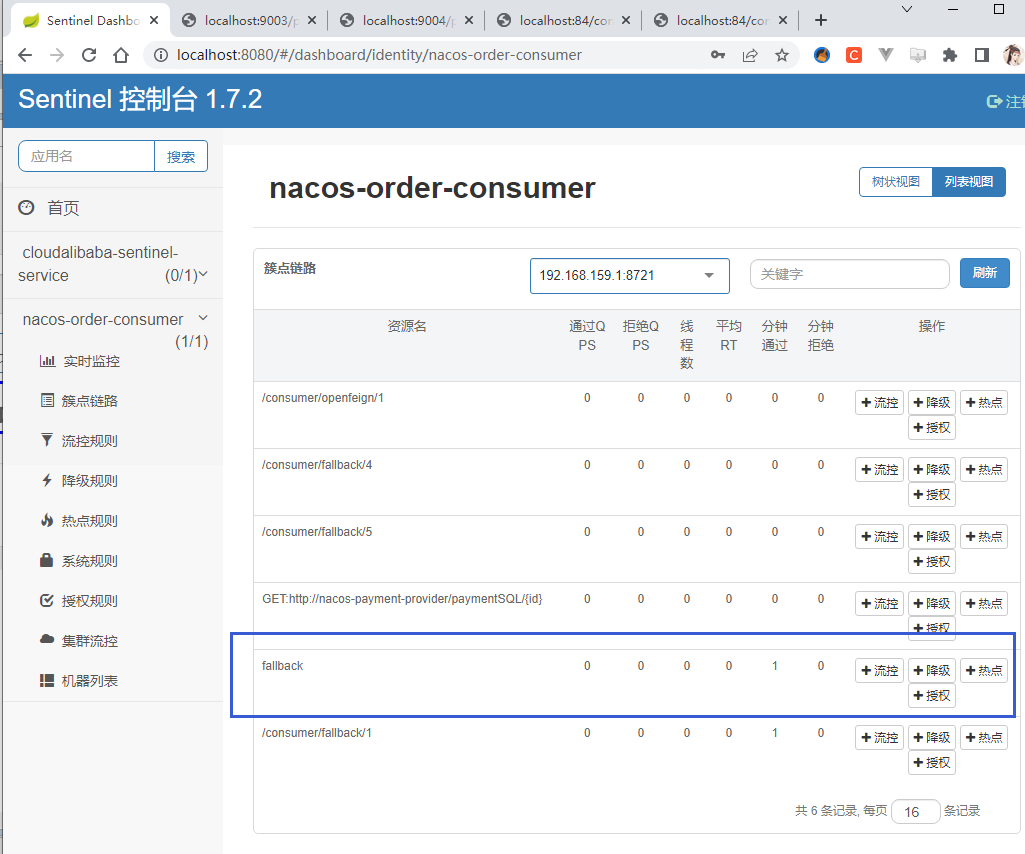 Sentinel Dashbo
localhost:9003/p
localhost:9004/p
localhost:84/con
localhost:84/con
localhost:8080/#/dashboard/identity/nacos-order-consumer
Sentinel 控制台 1.7.2
注销
应用名 搜索
首页
cloudalibaba-sentinel-
service (0/1)
nacos-order-consumer
(1/1)
实时监控
簇点链路
流控规则
降级规则
热点规则
系统规则
授权规则
集群流控
机器列表
nacos-order-consumer
树状视图 列表视图
簇点链路 192.168.159.1:8721 关键字 刷新
资源名 通过Q 拒绝Q 线 平均 分钟 分钟 操作
PS PS 程 RT 通过 拒绝
数
/consumer/openfeign/1 0 0 0 0 0 0 流控 降级 热点
授权
/consumer/fallback/4 0 0 0 0 0 0 流控 降级 热点
授权
/consumer/fallback/5 0 0 0 0 0 0 流控 降级 热点
授权
GET:http://nacos-payment-provider/paymentSQL/{id} 0 0 0 0 0 0 流控 降级 热点
授权
fallback 0 0 0 0 1 0 流控 降级 热点
授权
/consumer/fallback/1 0 0 0 0 1 0 流控 降级 热点
授权
共 6 条记录, 每页 16 条记录